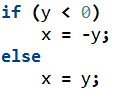 if (y < 0)
    x = -y;
else
    x = y;